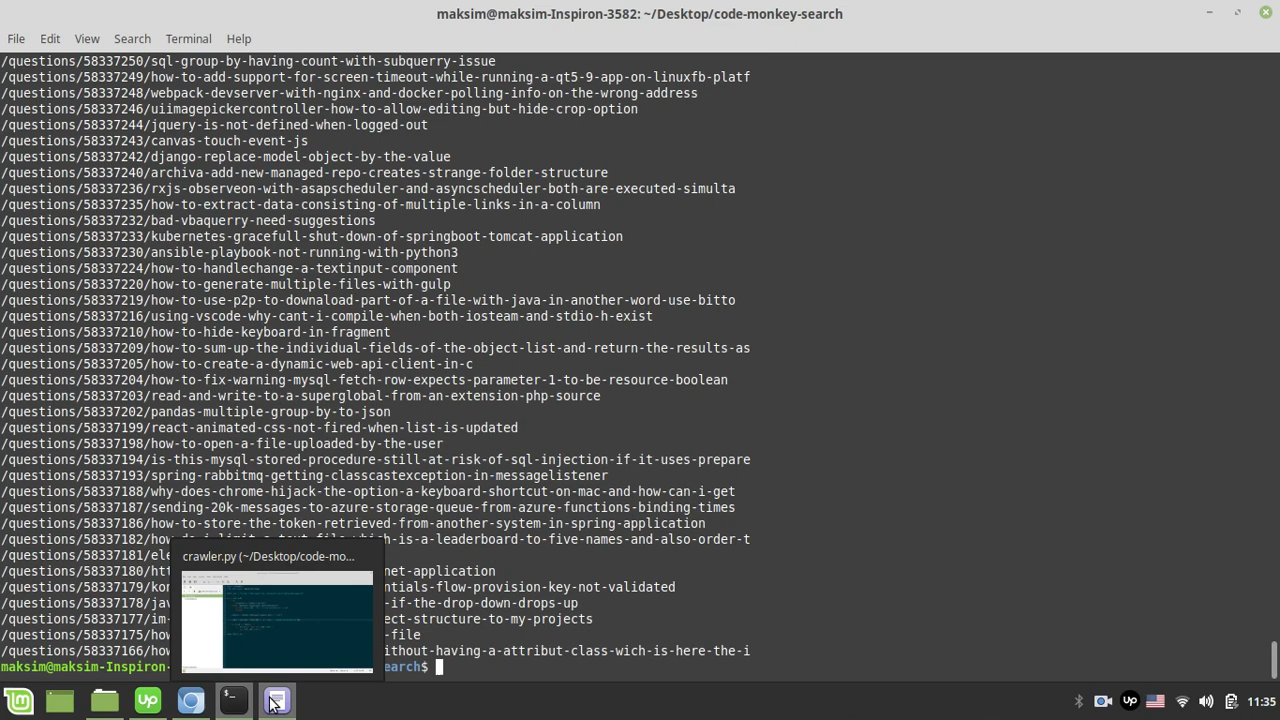 maksim@maksim-Inspiron-3582: ~/Desktop/code-monkey-search
File Edit View Search Terminal Help
/questions/58337250/sql-group-by-having-count-with-subquerry-issue
/questions/58337249/how-to-add-support-for-screen-timeout-while-running-a-qt5-9-app-on-linuxfb-platf
/questions/58337248/webpack-devserver-with-nginx-and-docker-polling-info-on-the-wrong-address
/questions/58337246/uiimagepickercontroller-how-to-allow-editing-but-hide-crop-option
/questions/58337244/jquery-is-not-defined-when-logged-out
/questions/58337243/canvas-touch-event-js
/questions/58337242/django-replace-model-object-by-the-value
/questions/58337240/archiva-add-new-managed-repo-creates-strange-folder-structure
/questions/58337236/rxjs-observeon-with-asapscheduler-and-asyncscheduler-both-are-executed-simulta
/questions/58337235/how-to-extract-data-consisting-of-multiple-links-in-a-column
/questions/58337232/bad-vbaquerry-need-suggestions
/questions/58337233/kubernetes-gracefull-shut-down-of-springboot-tomcat-application
/questions/58337230/ansible-playbook-not-running-with-python3
/questions/58337224/how-to-handlechange-a-textinput-component
/questions/58337220/how-to-generate-multiple-files-with-gulp
/questions/58337219/how-to-use-p2p-to-downaload-part-of-a-file-with-java-in-another-word-use-bitto
/questions/58337216/using-vscode-why-cant-i-compile-when-both-iosteam-and-stdio-h-exist
/questions/58337210/how-to-hide-keyboard-in-fragment
/questions/58337209/how-to-sum-up-the-individual-fields-of-the-object-list-and-return-the-results-as
/questions/58337205/how-to-create-a-dynamic-web-api-client-in-c
/questions/58337204/how-to-fix-warning-mysql-fetch-row-expects-parameter-1-to-be-resource-boolean
/questions/58337203/read-and-write-to-a-superglobal-from-an-extension-php-source
/questions/58337202/pandas-multiple-group-by-to-json
/questions/58337199/react-animated-css-not-fired-when-list-is-updated
/questions/58337198/how-to-open-a-file-uploaded-by-the-user
/questions/58337194/is-this-mysql-stored-procedure-still-at-risk-of-sql-injection-if-it-uses-prepare
/questions/58337193/spring-rabbitmq-getting-classcastexception-in-messagelistener
/questions/58337188/why-does-chrome-hijack-the-option-a-keyboard-shortcut-on-mac-and-how-can-i-get
/questions/58337187/sending-20k-messages-to-azure-storage-queue-from-azure-functions-binding-times
/questions/58337186/how-to-store-the-token-retrieved-from-another-system-in-spring-application
/questions/58337182/how-do-i-limit-a-text-file-which-is-a-leaderboard-to-five-names-and-also-order-t
/questions/58337181/ele
crawler.py (~/Desktop/code-mo...
/questions/58337180/htt net-application
tials-flow-provision-key-not-validated
/questions/58337178/jav -if-the-drop-down-drops-up
/questions/58337177/im- ect-structure-to-my-projects
/questions/58337175/how -file
/questions/58337166/how ithout-having-a-attribut-class-wich-is-here-the-i
maksim@maksim-Inspiron- earch$
Up Up 11:35